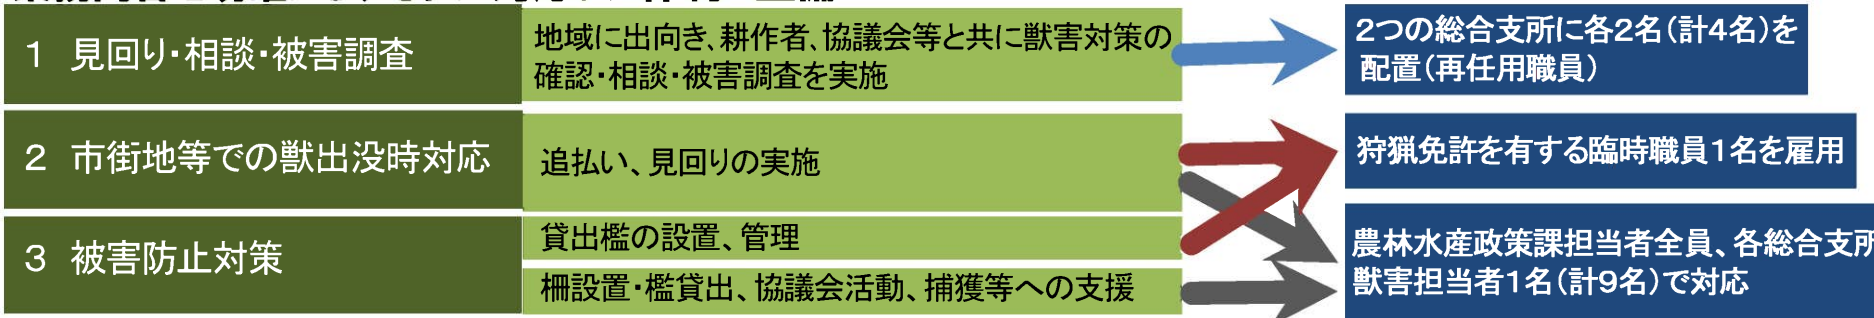 1 見回り・相談・被害調査
地域に出向き、耕作者、協議会等と共に獣害対策の
確認・相談・被害調査を実施
2つの総合支所に各2名(計4名)を
配置(再任用職員)
2 市街地等での獣出没時対応
追払い、見回りの実施
狩猟免許を有する臨時職員1名を雇用
3 被害防止対策
貸出檻の設置、管理
柵設置・檻貸出、協議会活動、捕獲等への支援
農林水産政策課担当者全員、各総合支所
獣害担当者1名(計9名)で対応